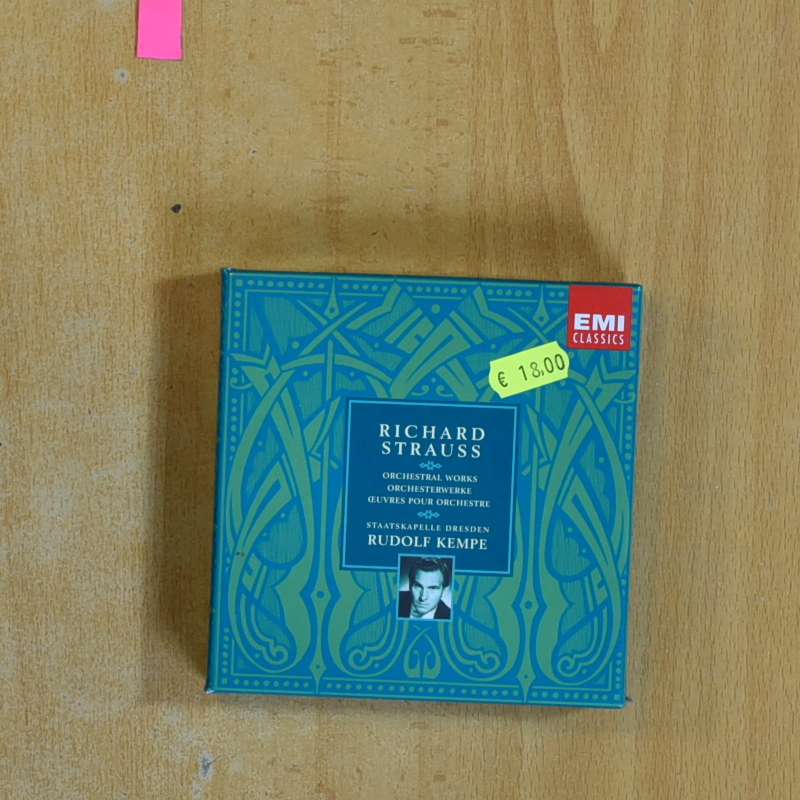 EMI
CLASSICS
€ 18,00
RICHARD
STRAUSS
ORCHESTRAL WORKS
ORCHESTERWERKE
ŒUVRES POUR ORCHESTRE
STAATSKAPELLE DRESDEN
RUDOLF KEMPE